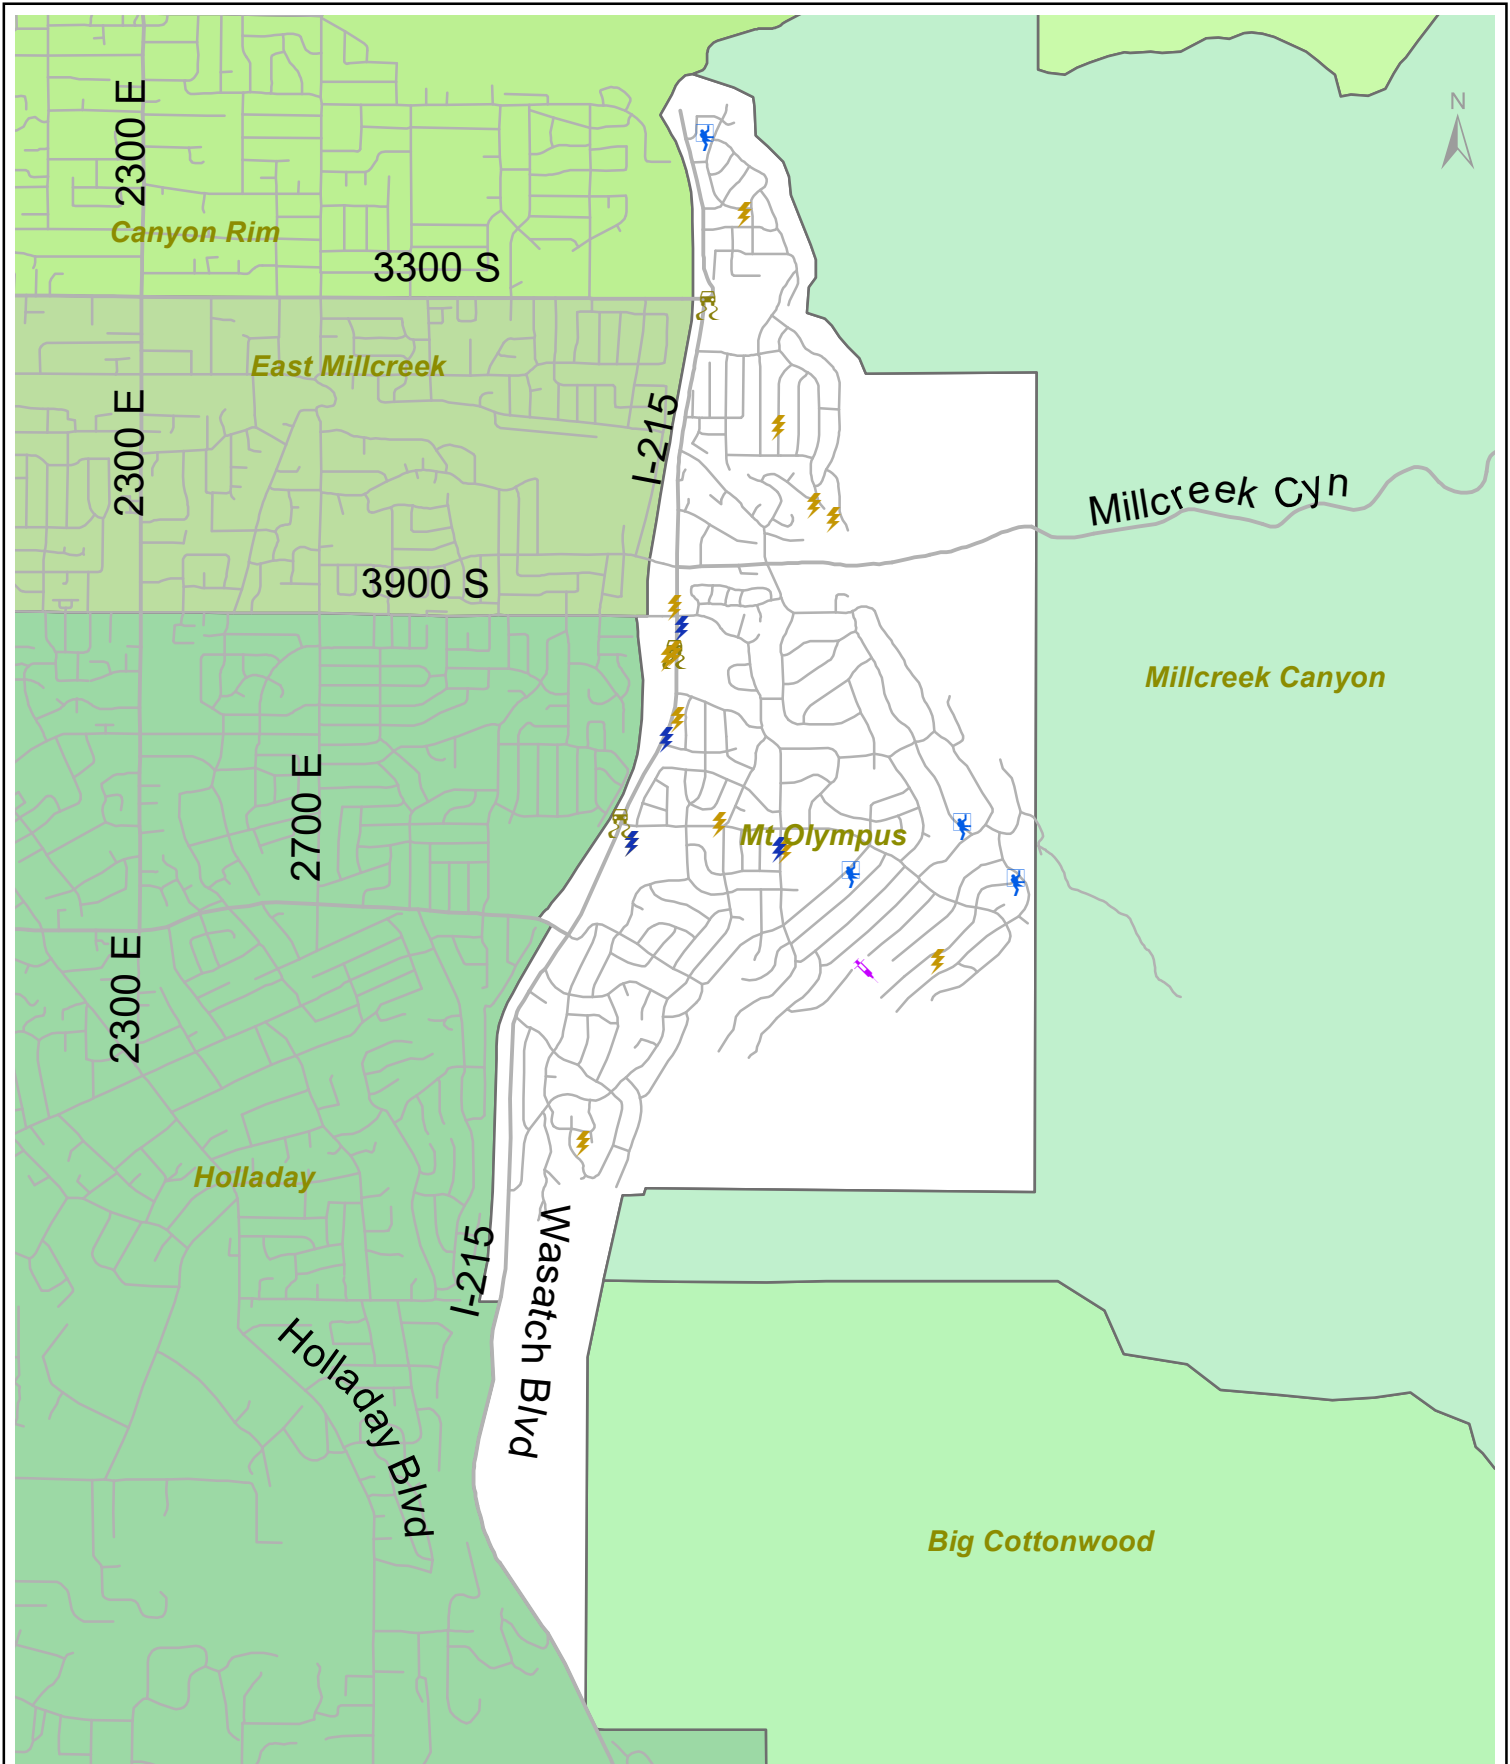 N
2300 E
Canyon Rim
3300 S
East Millcreek
2300 E
I-215
Millcreek Cyn
3900 S
Millcreek Canyon
2700 E
Mt Olympus
2300 E
Holladay
I-215
Wasatch Blvd
Holladay Blvd
Big Cottonwood